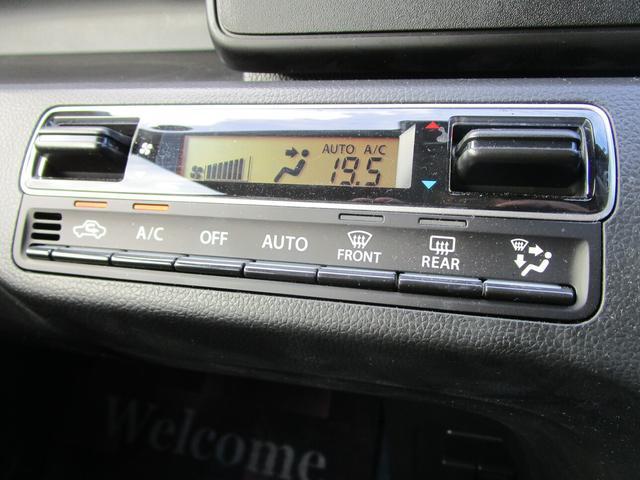 AUTO A/C
19.5
A/C OFF AUTO FRONT REAR
Welcome